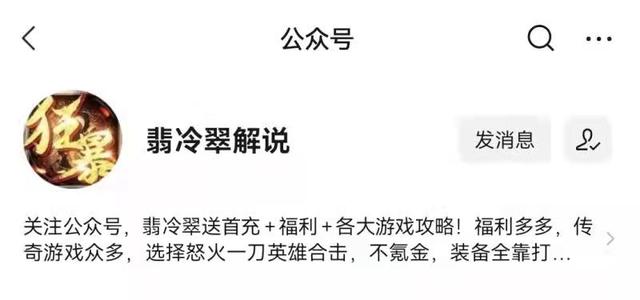 公众号
狂暴
翡冷翠解说
发消息
关注公众号，翡冷翠送首充+福利+各大游戏攻略！福利多多，传
奇游戏众多，选择怒火一刀英雄合击，不氪金，装备全靠打...